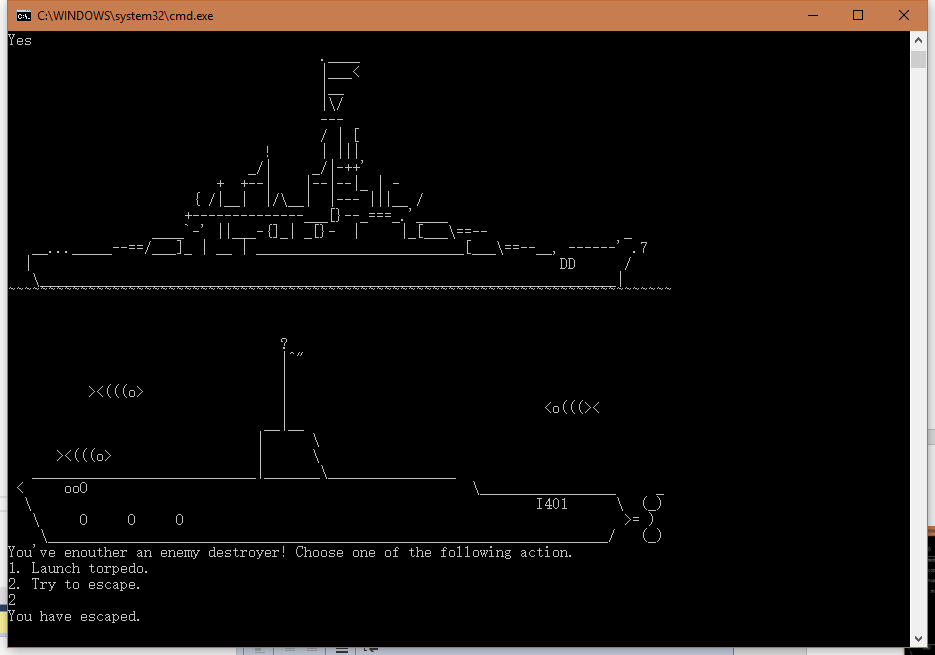 C:\WINDOWS\system32\cmd.exe
Yes
DD
I401
You've enouther an enemy destroyer! Choose one of the following action.
1. Launch torpedo.
2. Try to escape.
2
You have escaped.